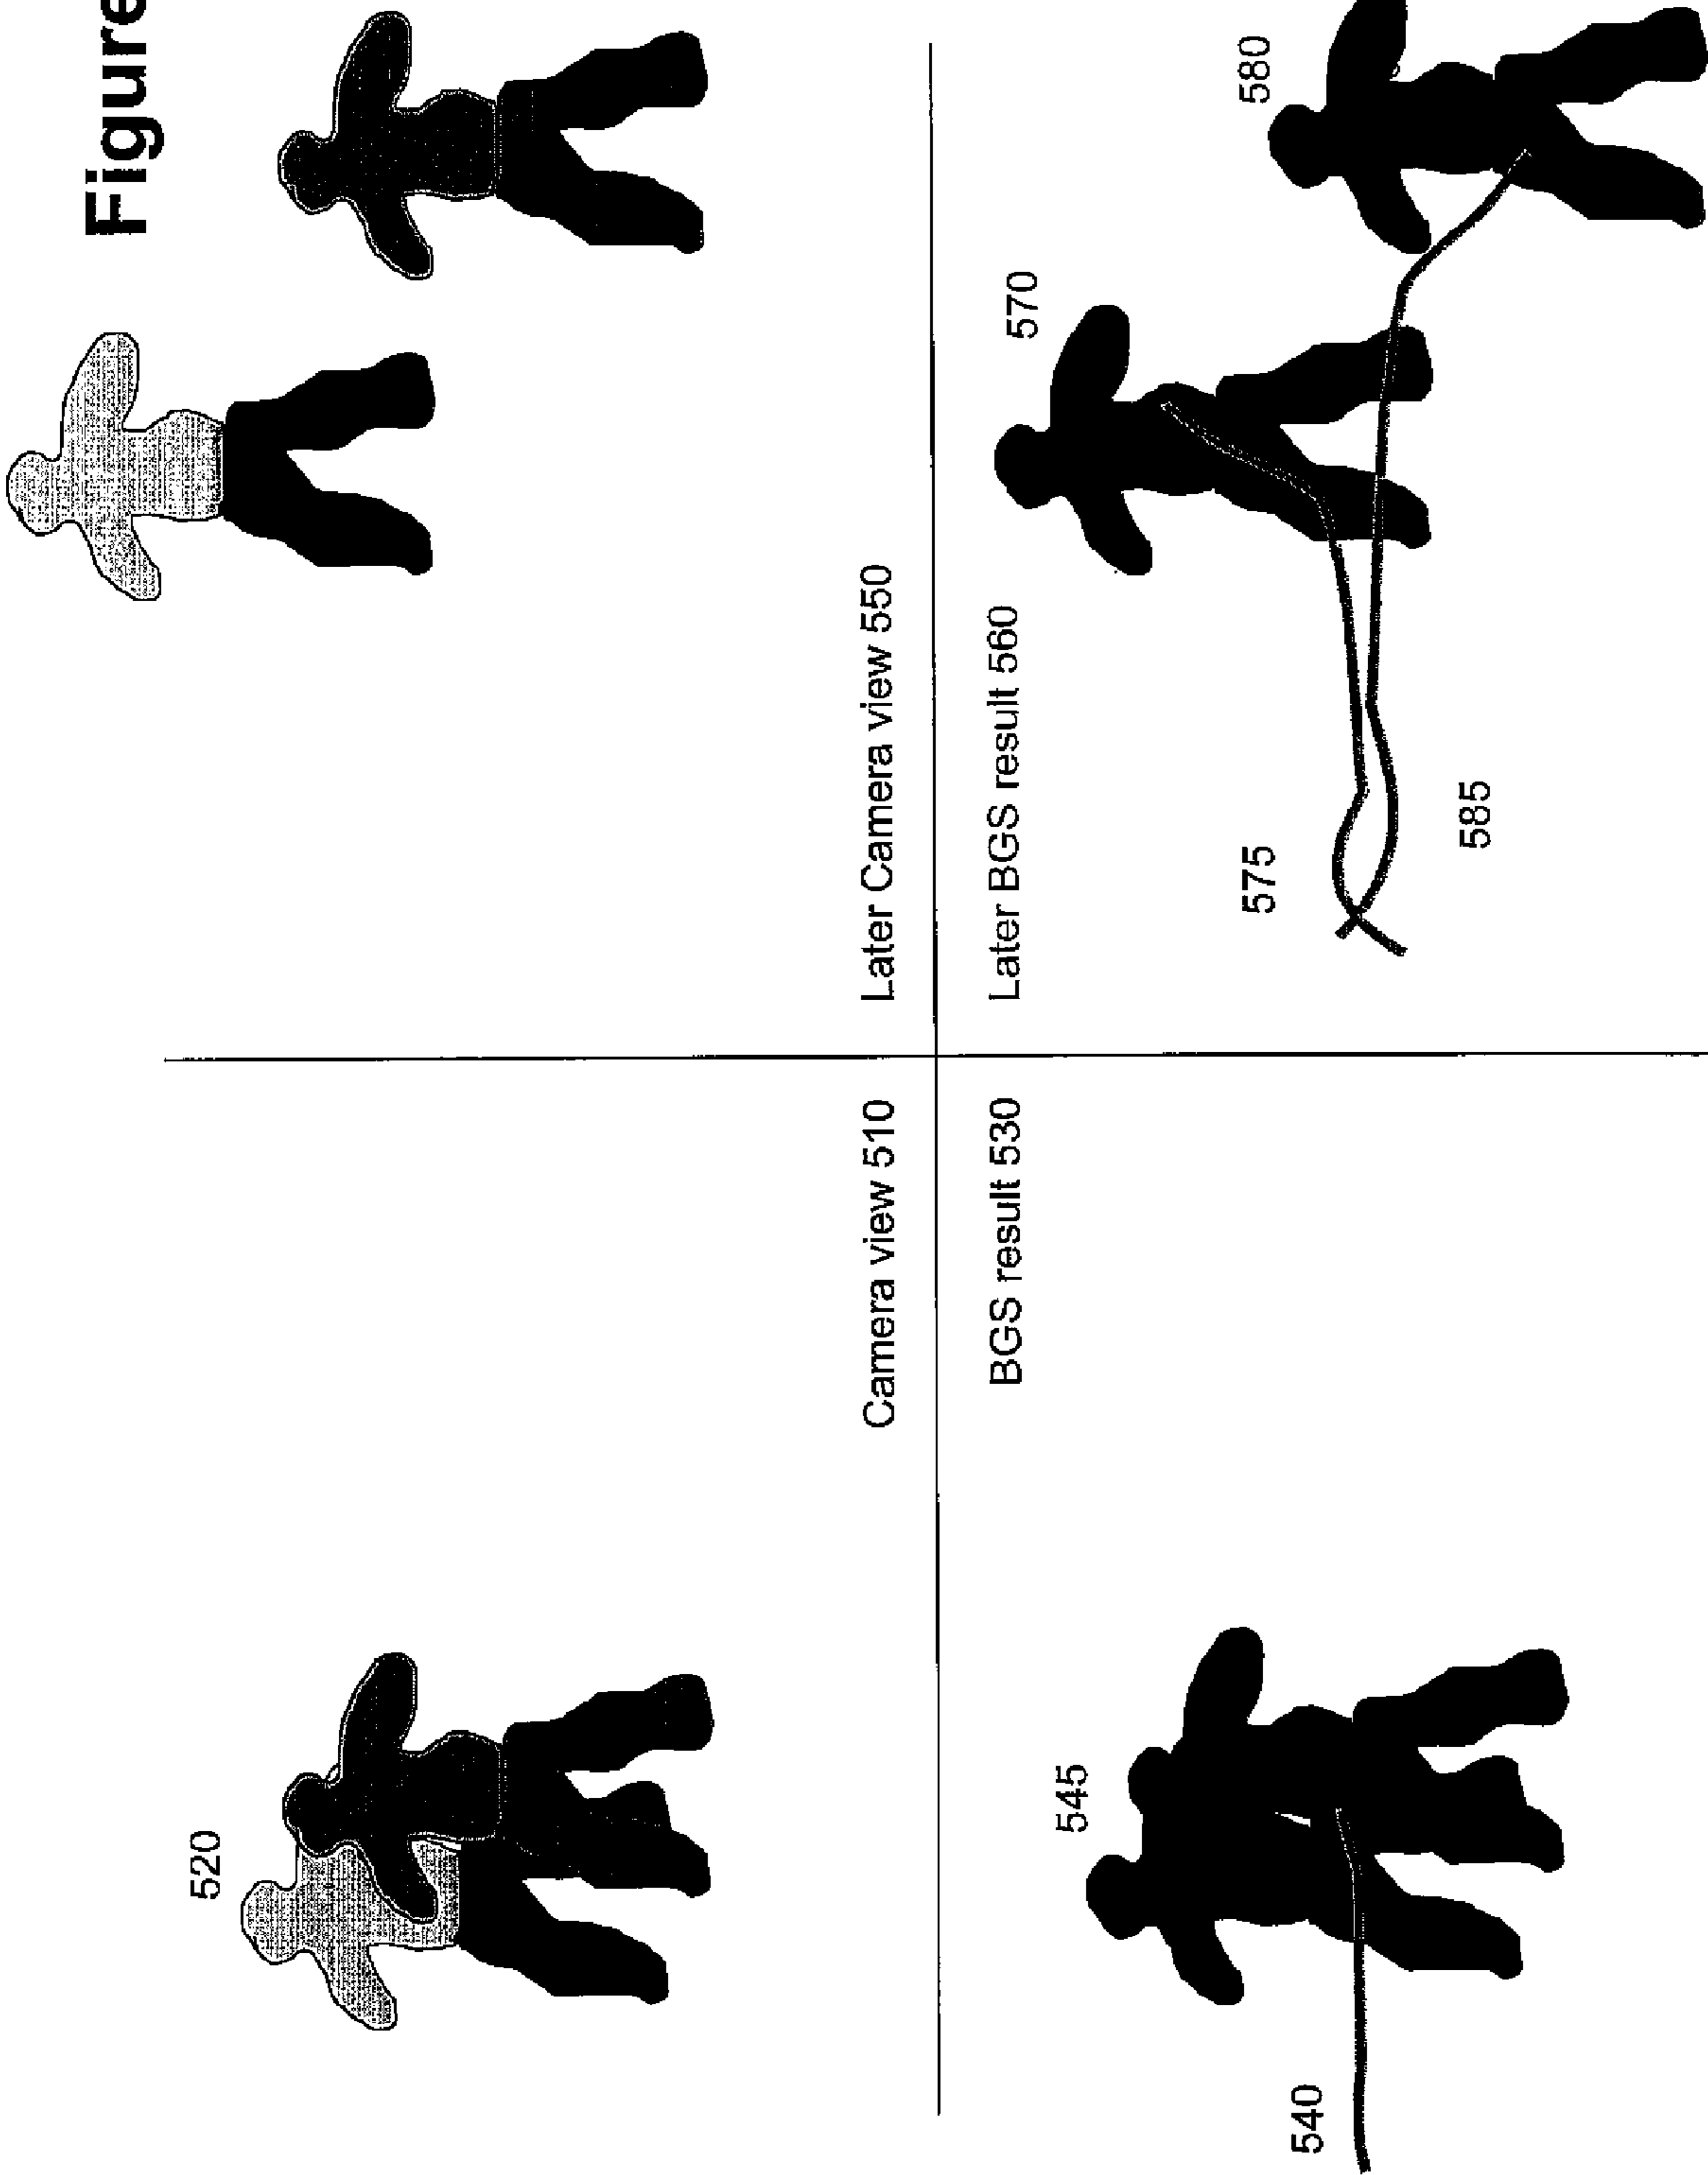 Figure
520
Camera view 510
Later Camera view 550
BGS result 530
545
540
Later BGS result 560
570
580
575
585